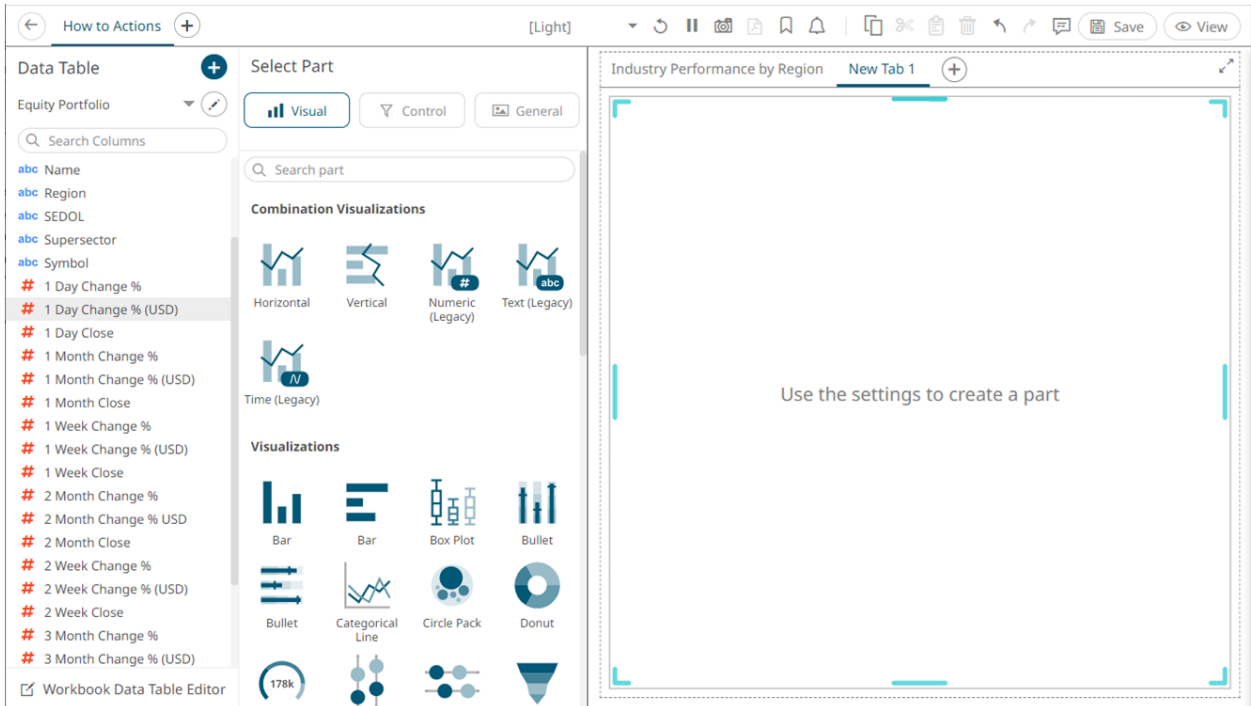 How to Actions
[Light]
Save
View
Data Table
Equity Portfolio
Search Columns
abc Name
abc Region
abc SEDOL
abc Supersector
abc Symbol
# 1 Day Change %
# 1 Day Change % (USD)
# 1 Day Close
# 1 Month Change %
# 1 Month Change % (USD)
# 1 Month Close
# 1 Week Change %
# 1 Week Change % (USD)
# 1 Week Close
# 2 Month Change %
# 2 Month Change % USD
# 2 Month Close
# 2 Week Change %
# 2 Week Change % (USD)
# 2 Week Close
# 3 Month Change %
# 3 Month Change % (USD)
Workbook Data Table Editor
Select Part
Visual
Control
General
Search part
Combination Visualizations
#
abc
Horizontal
Vertical
Numeric
(Legacy)
Text (Legacy)
Time (Legacy)
Visualizations
Bar
Bar
Box Plot
Bullet
Bullet
Categorical
Line
Circle Pack
Donut
178k
Industry Performance by Region
New Tab 1
Use the settings to create a part